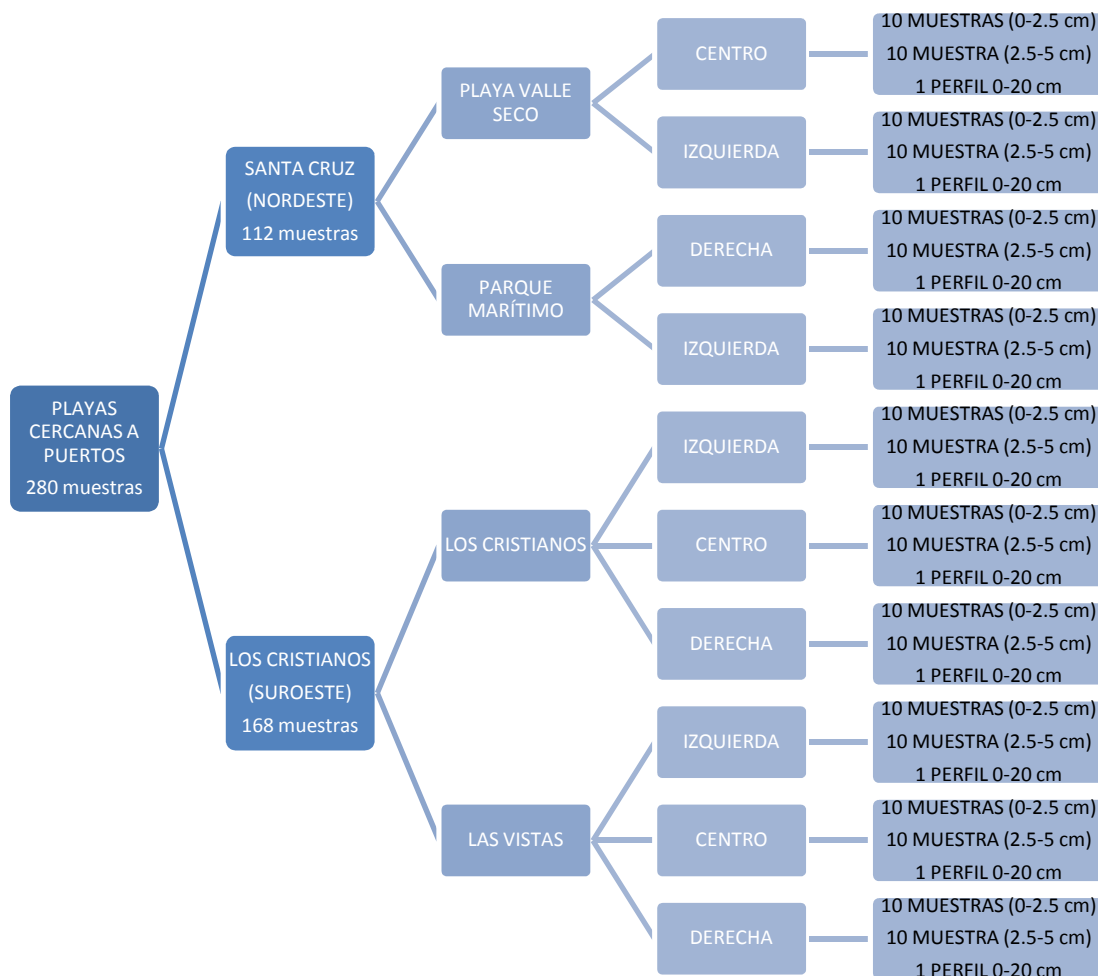 PLAYAS
CERCANAS A
PUERTOS
280 muestras
SANTA CRUZ
(NORDESTE)
112 muestras
PLAYA VALLE
SECO
CENTRO
10 MUESTRAS (0-2.5 cm)
10 MUESTRA (2.5-5 cm)
1 PERFIL 0-20 cm
IZQUIERDA
10 MUESTRAS (0-2.5 cm)
10 MUESTRA (2.5-5 cm)
1 PERFIL 0-20 cm
PARQUE
MARÍTIMO
DERECHA
10 MUESTRAS (0-2.5 cm)
10 MUESTRA (2.5-5 cm)
1 PERFIL 0-20 cm
IZQUIERDA
10 MUESTRAS (0-2.5 cm)
10 MUESTRA (2.5-5 cm)
1 PERFIL 0-20 cm
LOS CRISTIANOS
(SUROESTE)
168 muestras
LOS CRISTIANOS
IZQUIERDA
10 MUESTRAS (0-2.5 cm)
10 MUESTRA (2.5-5 cm)
1 PERFIL 0-20 cm
CENTRO
10 MUESTRAS (0-2.5 cm)
10 MUESTRA (2.5-5 cm)
1 PERFIL 0-20 cm
DERECHA
10 MUESTRAS (0-2.5 cm)
10 MUESTRA (2.5-5 cm)
1 PERFIL 0-20 cm
LAS VISTAS
IZQUIERDA
10 MUESTRAS (0-2.5 cm)
10 MUESTRA (2.5-5 cm)
1 PERFIL 0-20 cm
CENTRO
10 MUESTRAS (0-2.5 cm)
10 MUESTRA (2.5-5 cm)
1 PERFIL 0-20 cm
DERECHA
10 MUESTRAS (0-2.5 cm)
10 MUESTRA (2.5-5 cm)
1 PERFIL 0-20 cm